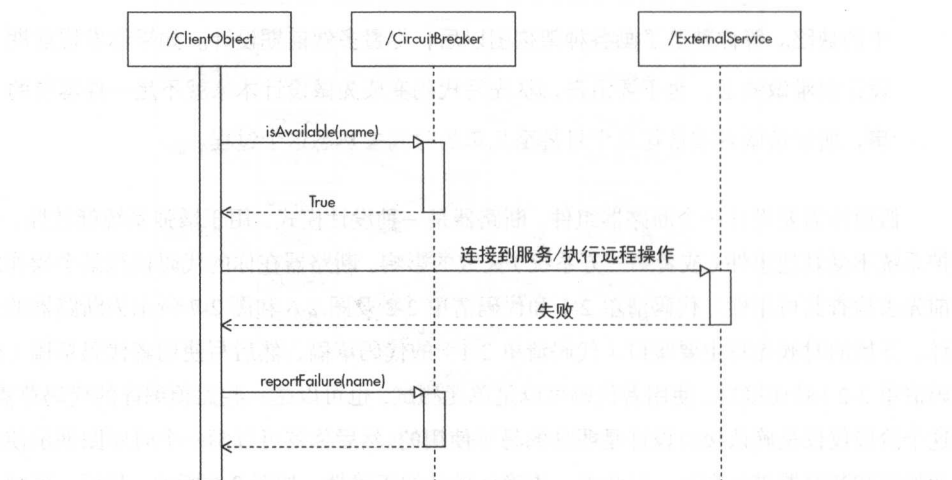 /ClientObject
/CircuitBreaker
/ExternalService
isAvailable(name)
True
连接到服务/执行远程操作
失败
reportFailure(name)